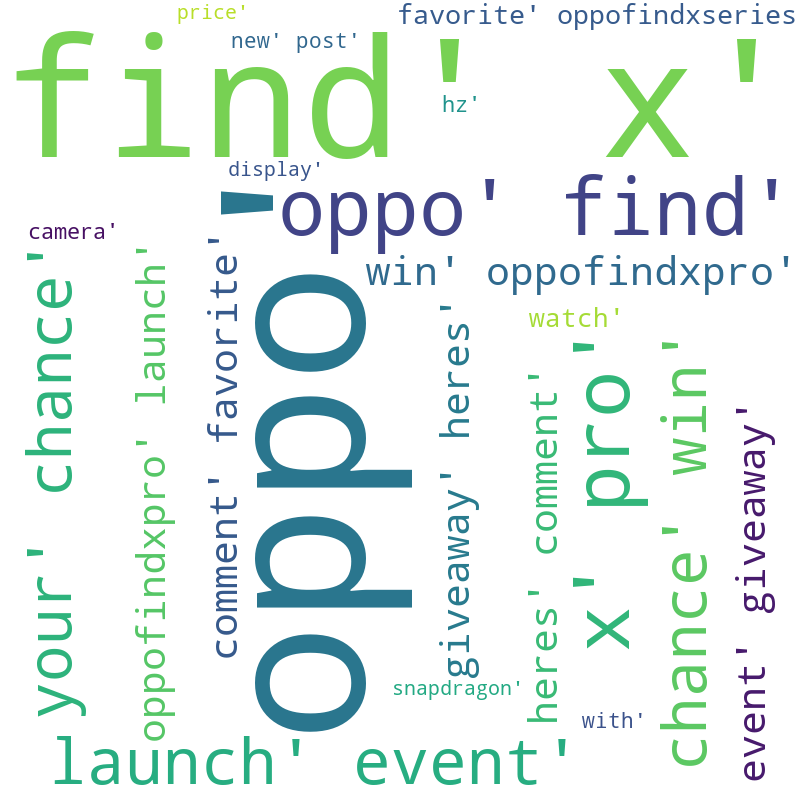 price'
favorite' oppofindxseries
new' post'
find' x'
hz'
display'
'oppo' find'
camera'
win' oppofindxpro'
watch'
your' chance'
oppofindxpro' launch'
comment' favorite'
oppo
giveaway' heres'
heres' comment'
x' pro'
chance' win'
event' giveaway'
snapdragon'
with'
launch' event'